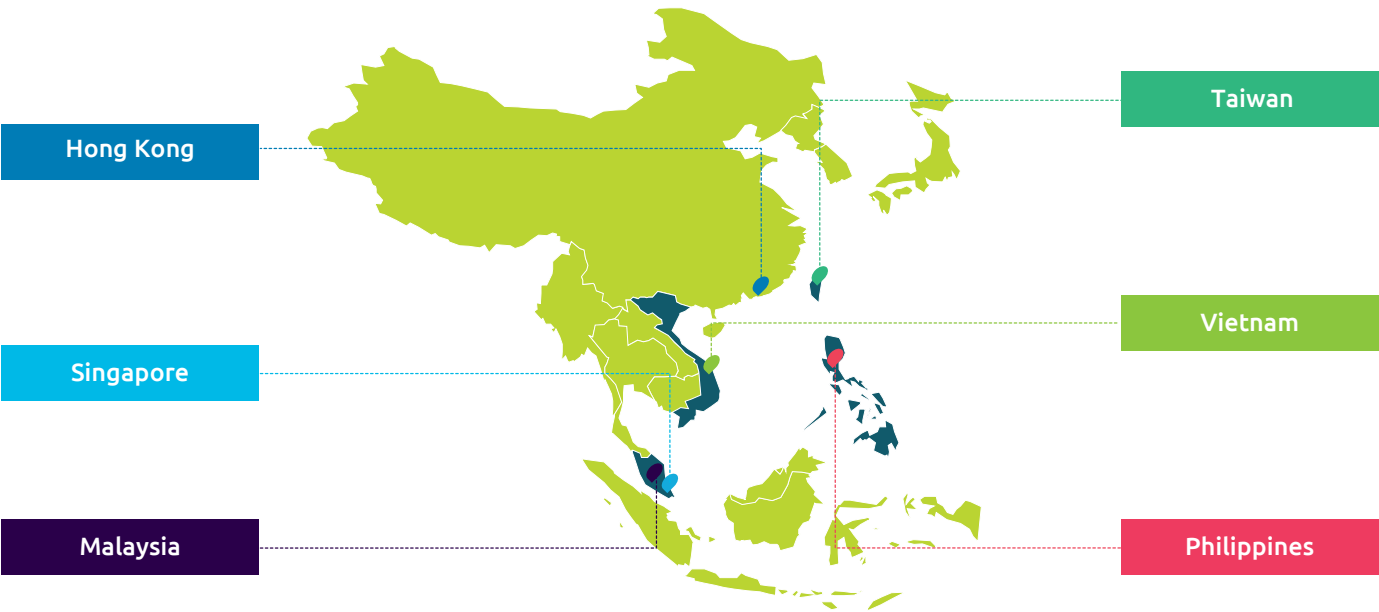 Hong Kong
Singapore
Malaysia
Taiwan
Vietnam
Philippines